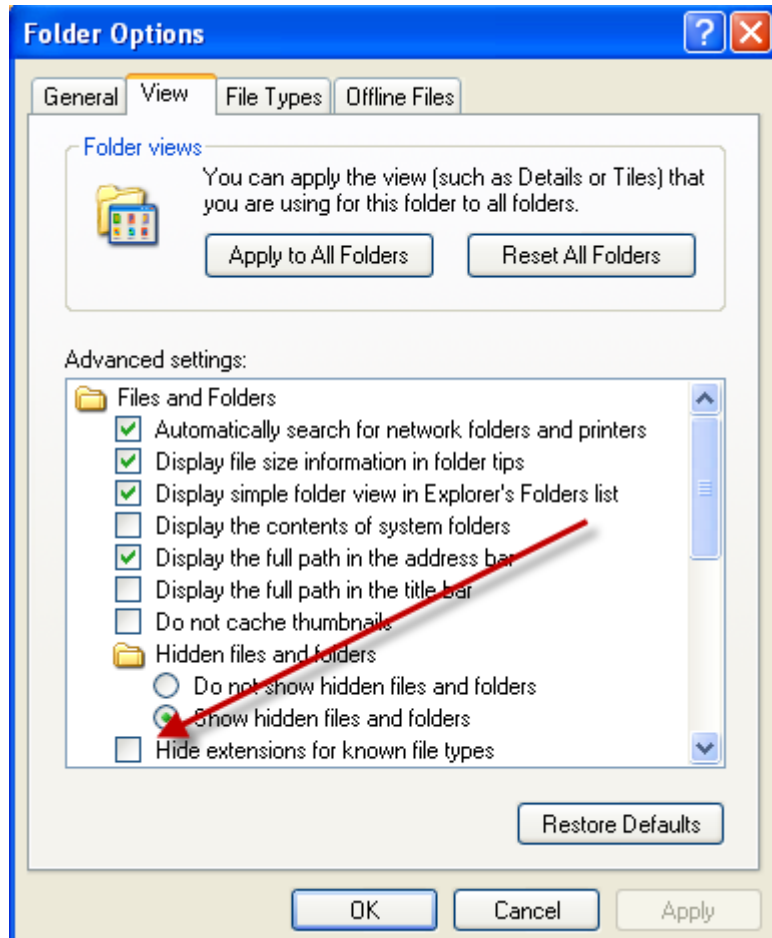 Folder Options
General View File Types Offline Files
Folder views
You can apply the view (such as Details or Tiles) that
you are using for this folder to all folders.
Apply to All Folders Reset All Folders
Advanced settings:
Files and Folders
Automatically search for network folders and printers
Display file size information in folder tips
Display simple folder view in Explorer's Folders list
Display the contents of system folders
Display the full path in the address bar
Display the full path in the title bar
Do not cache thumbnails
Hidden files and folders
Do not show hidden files and folders
Show hidden files and folders
Hide extensions for known file types
Restore Defaults
OK Cancel Apply